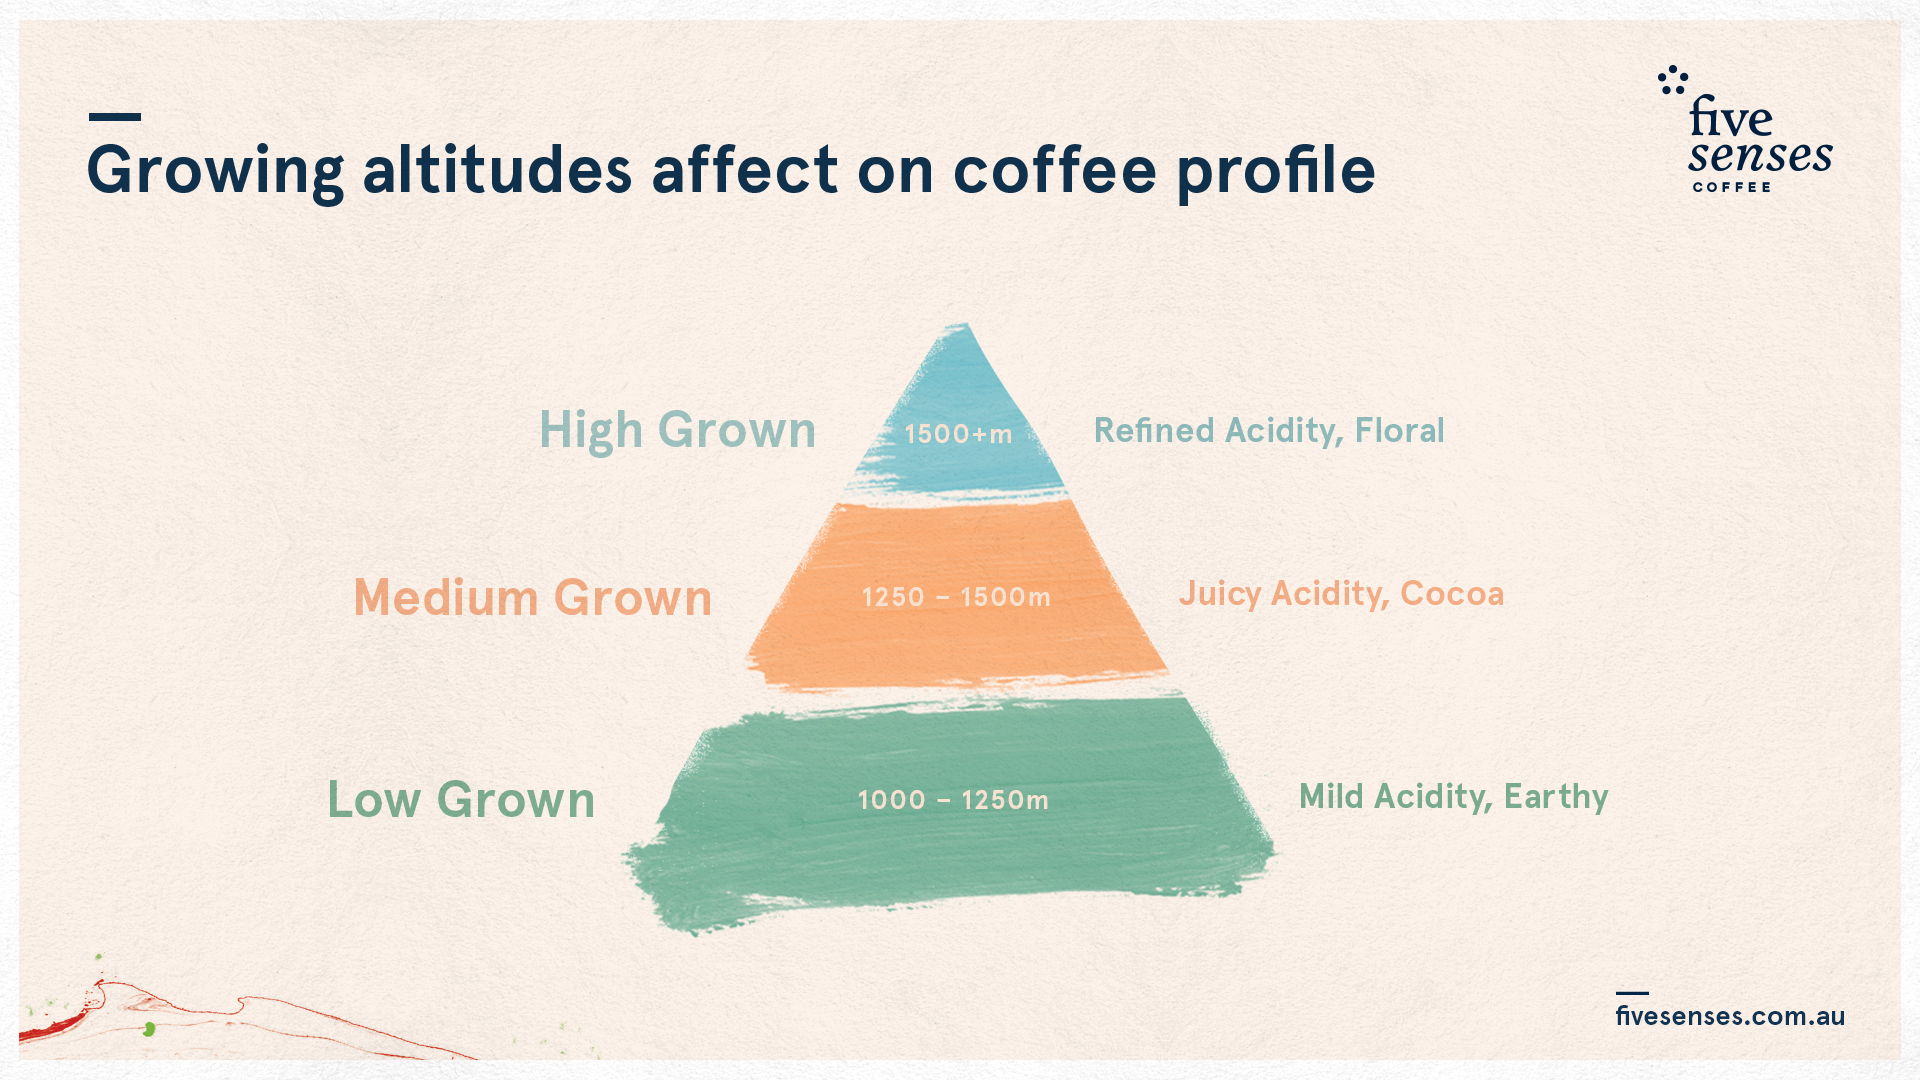 Growing altitudes affect on coffee profile
five
senses
COFFEE
High Grown
1500+m
Refined Acidity, Floral
Medium Grown
1250 – 1500m
Juicy Acidity, Cocoa
Low Grown
1000 – 1250m
Mild Acidity, Earthy
fivesenses.com.au